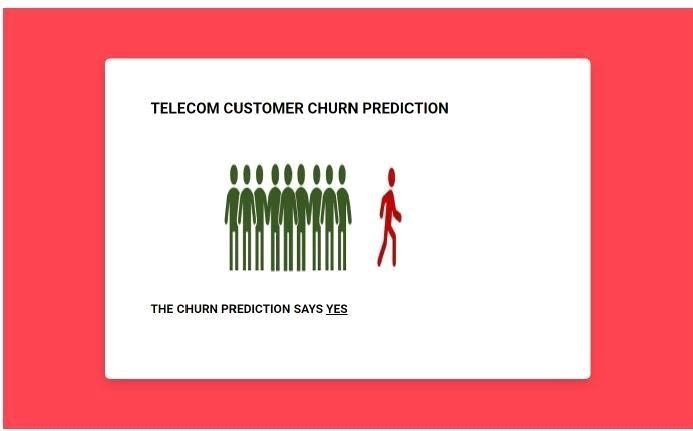 TELECOM CUSTOMER CHURN PREDICTION
THE CHURN PREDICTION SAYS YES